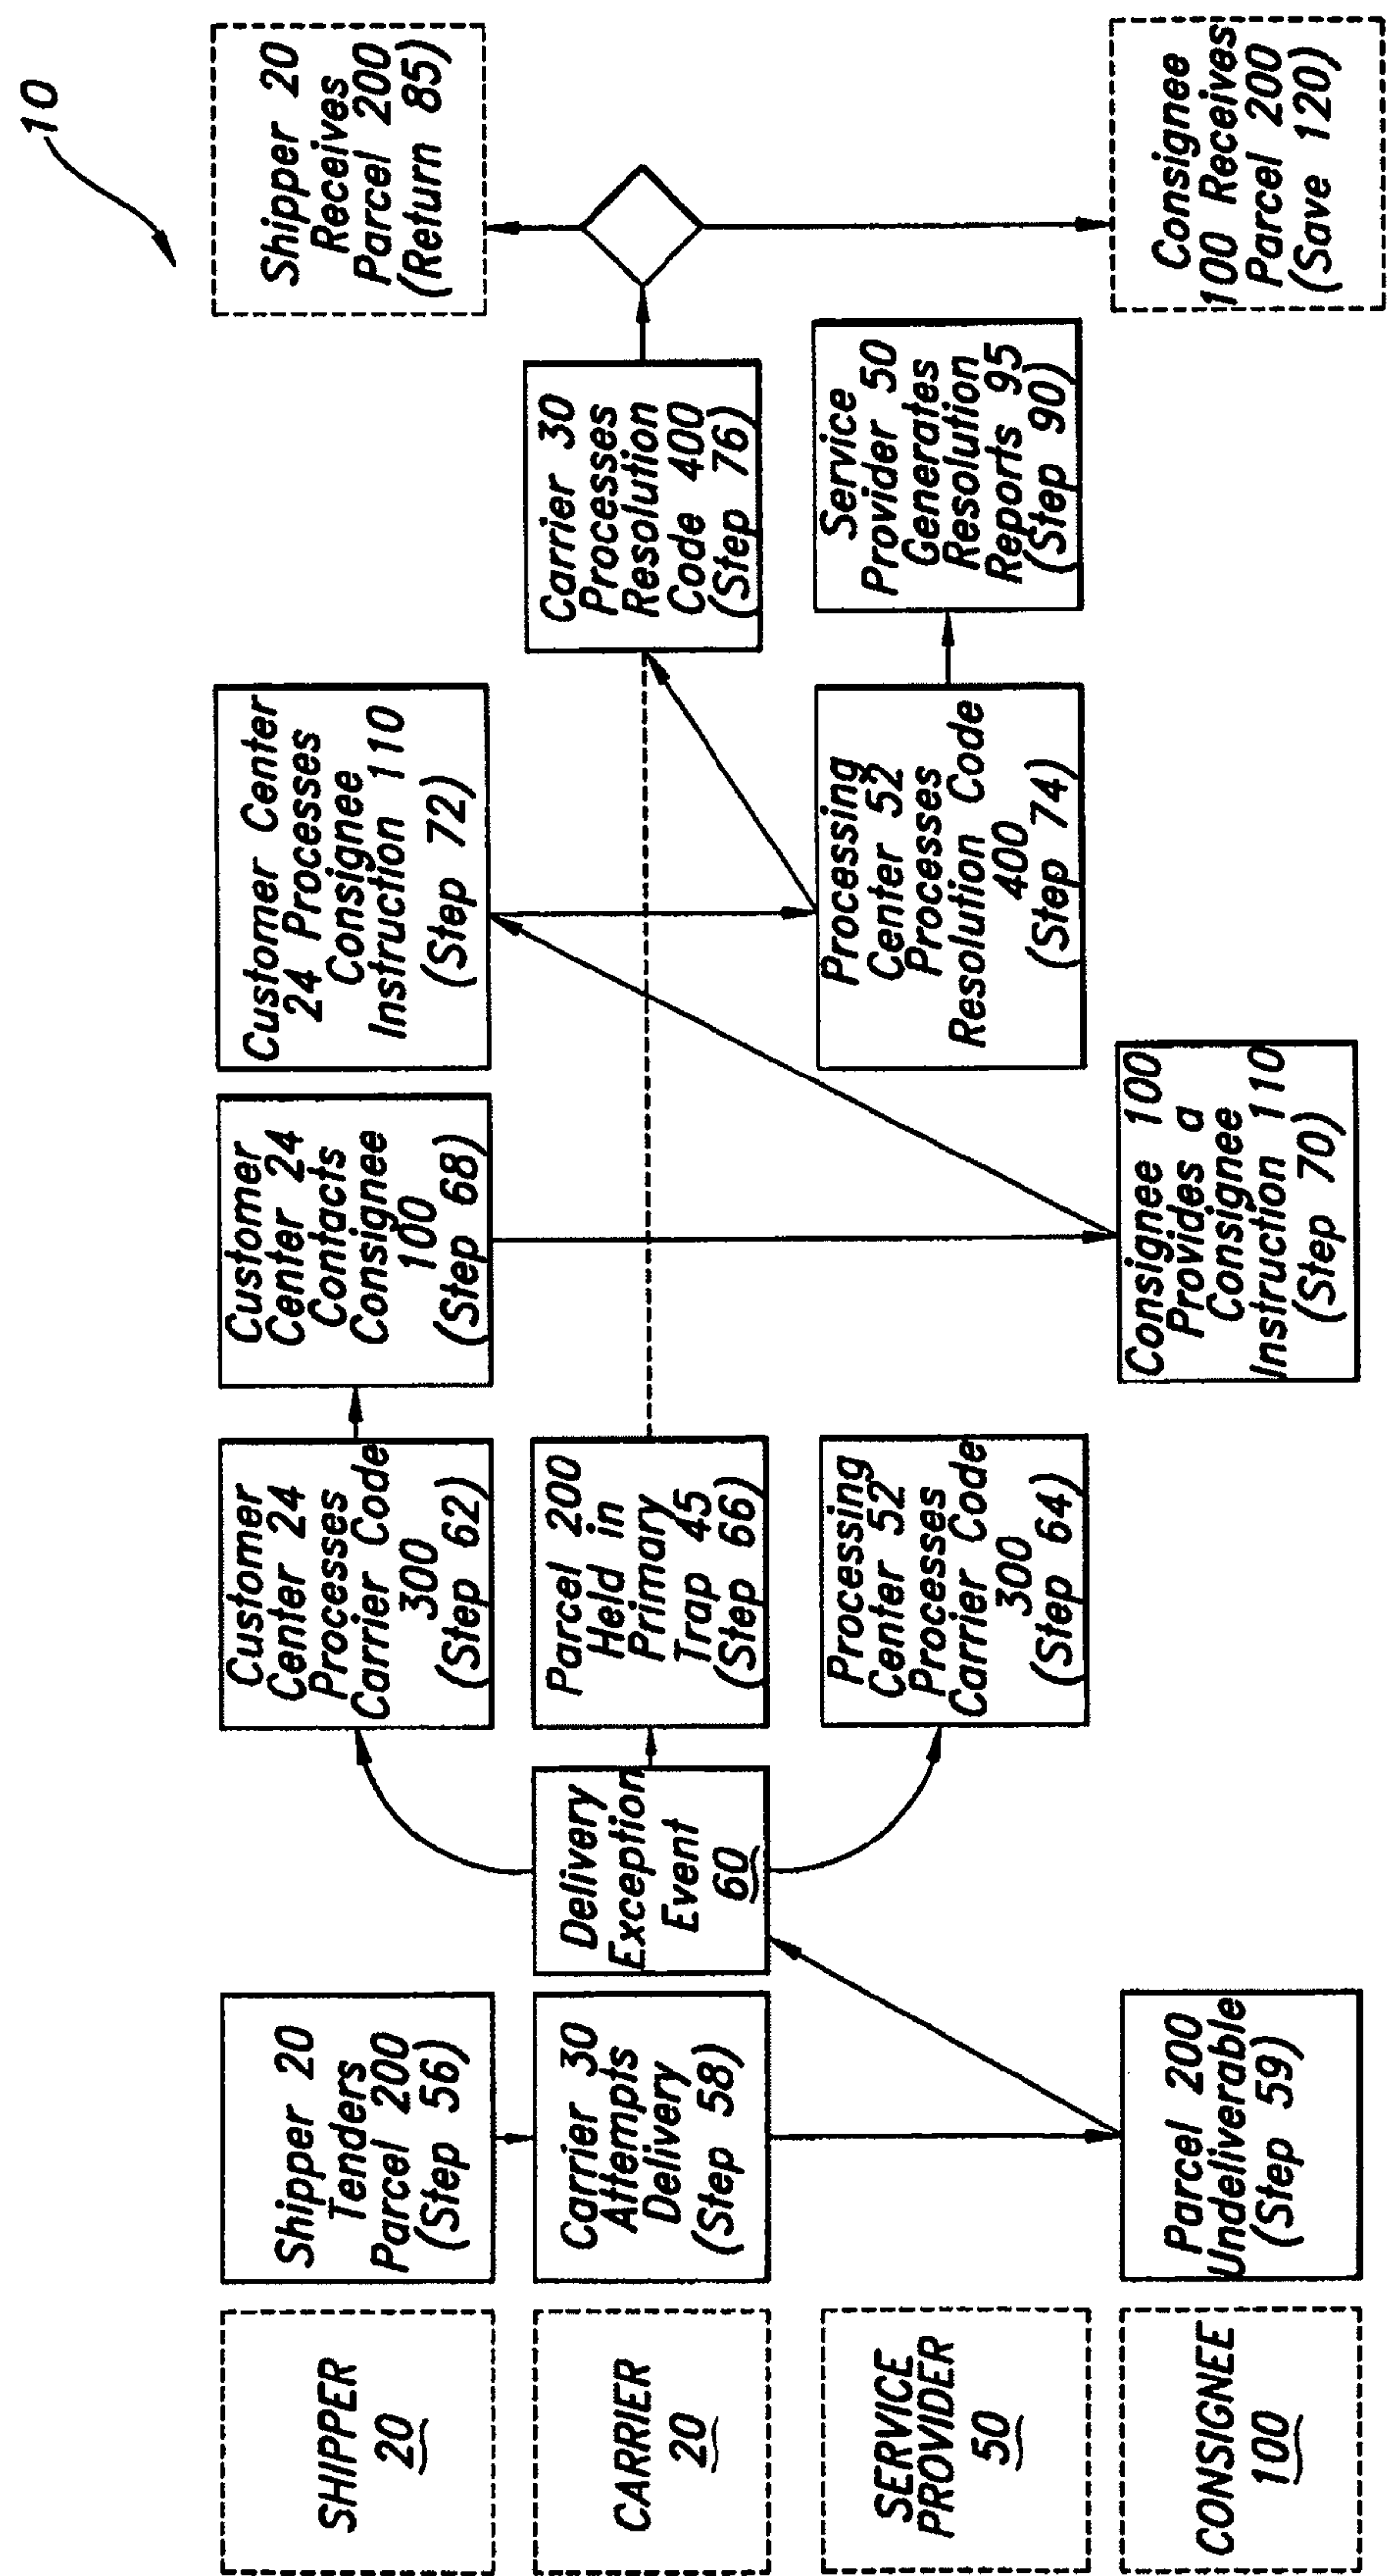 10
SHIPPER
20
CARRIER
20
SERVICE
PROVIDER
50
CONSIGNEE
100
Shipper 20
Tenders
Parcel 200
(Step 56)
Carrier 30
Attempts
Delivery
(Step 58)
Parcel 200
Undeliverable
(Step 59)
Delivery
Exception
Event
60
Customer
Center 24
Processes
Carrier Code
300
(Step 62)
Parcel 200
Held in
Primary
Trap 45
(Step 66)
Processing
Center 52
Processes
Carrier Code
300
(Step 64)
Customer
Center 24
Contacts
Consignee
100
(Step 68)
Consignee 100
Provides a
Consignee
Instruction 110
(Step 70)
Customer Center
24 Processes
Consignee
Instruction 110
(Step 72)
Processing
Center 52
Processes
Resolution Code
400
(Step 74)
Carrier 30
Processes
Resolution
Code 400
(Step 76)
Service
Provider 50
Generates
Resolution
Reports 95
(Step 90)
Shipper 20
Receives
Parcel 200
(Return 85)
Consignee
100 Receives
Parcel 200
(Save 120)